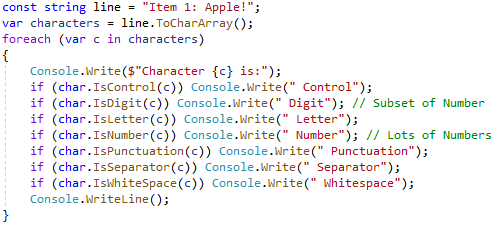 const string line = "Item 1: Apple!";
var characters = line.ToCharArray();
foreach (var c in characters)
{
    Console.Write($"Character {c} is:");
    if (char.IsControl(c)) Console.Write(" Control");
    if (char.IsDigit(c)) Console.Write(" Digit"); // Subset of Number
    if (char.IsLetter(c)) Console.Write(" Letter");
    if (char.IsNumber(c)) Console.Write(" Number"); // Lots of Numbers
    if (char.IsPunctuation(c)) Console.Write(" Punctuation");
    if (char.IsSeparator(c)) Console.Write(" Separator");
    if (char.IsWhiteSpace(c)) Console.Write(" Whitespace");
    Console.WriteLine();
}